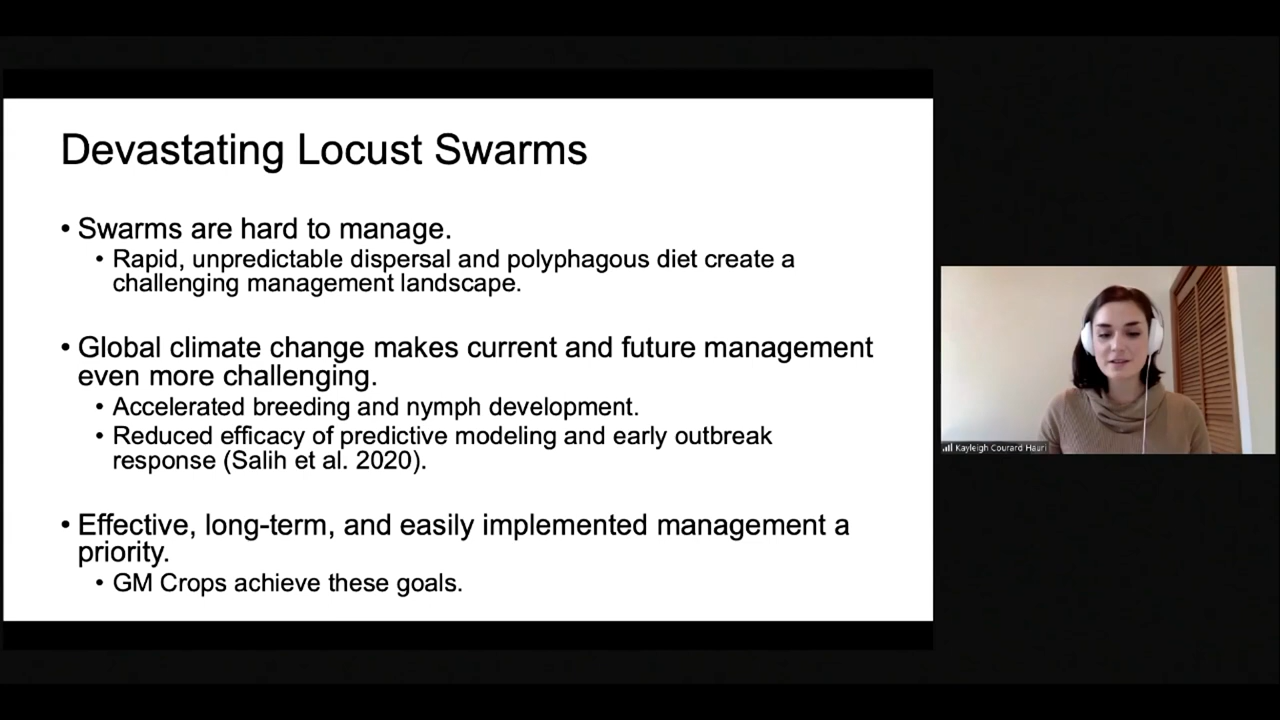 Devastating Locust Swarms
• Swarms are hard to manage.
• Rapid, unpredictable dispersal and polyphagous diet create a
challenging management landscape.
• Global climate change makes current and future management
even more challenging.
• Accelerated breeding and nymph development.
• Reduced efficacy of predictive modeling and early outbreak
response (Salih et al. 2020).
• Effective, long-term, and easily implemented management a
priority.
• GM Crops achieve these goals.
Kayleigh Courard Hauri